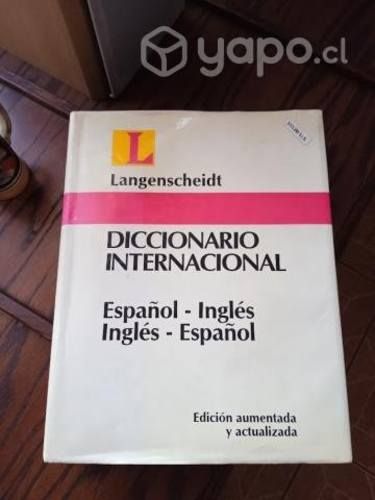 yapo.cl
L
Langenscheidt
DICCIONARIO
INTERNACIONAL
Español - Inglés
Inglés - Español
Edición aumentada
y actualizada